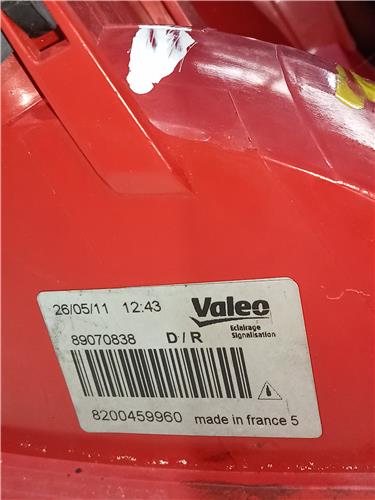 26/05/11 12:43 Valeo
Eclairage
Signalisation
89070838 D/R
8200459960 made in france 5